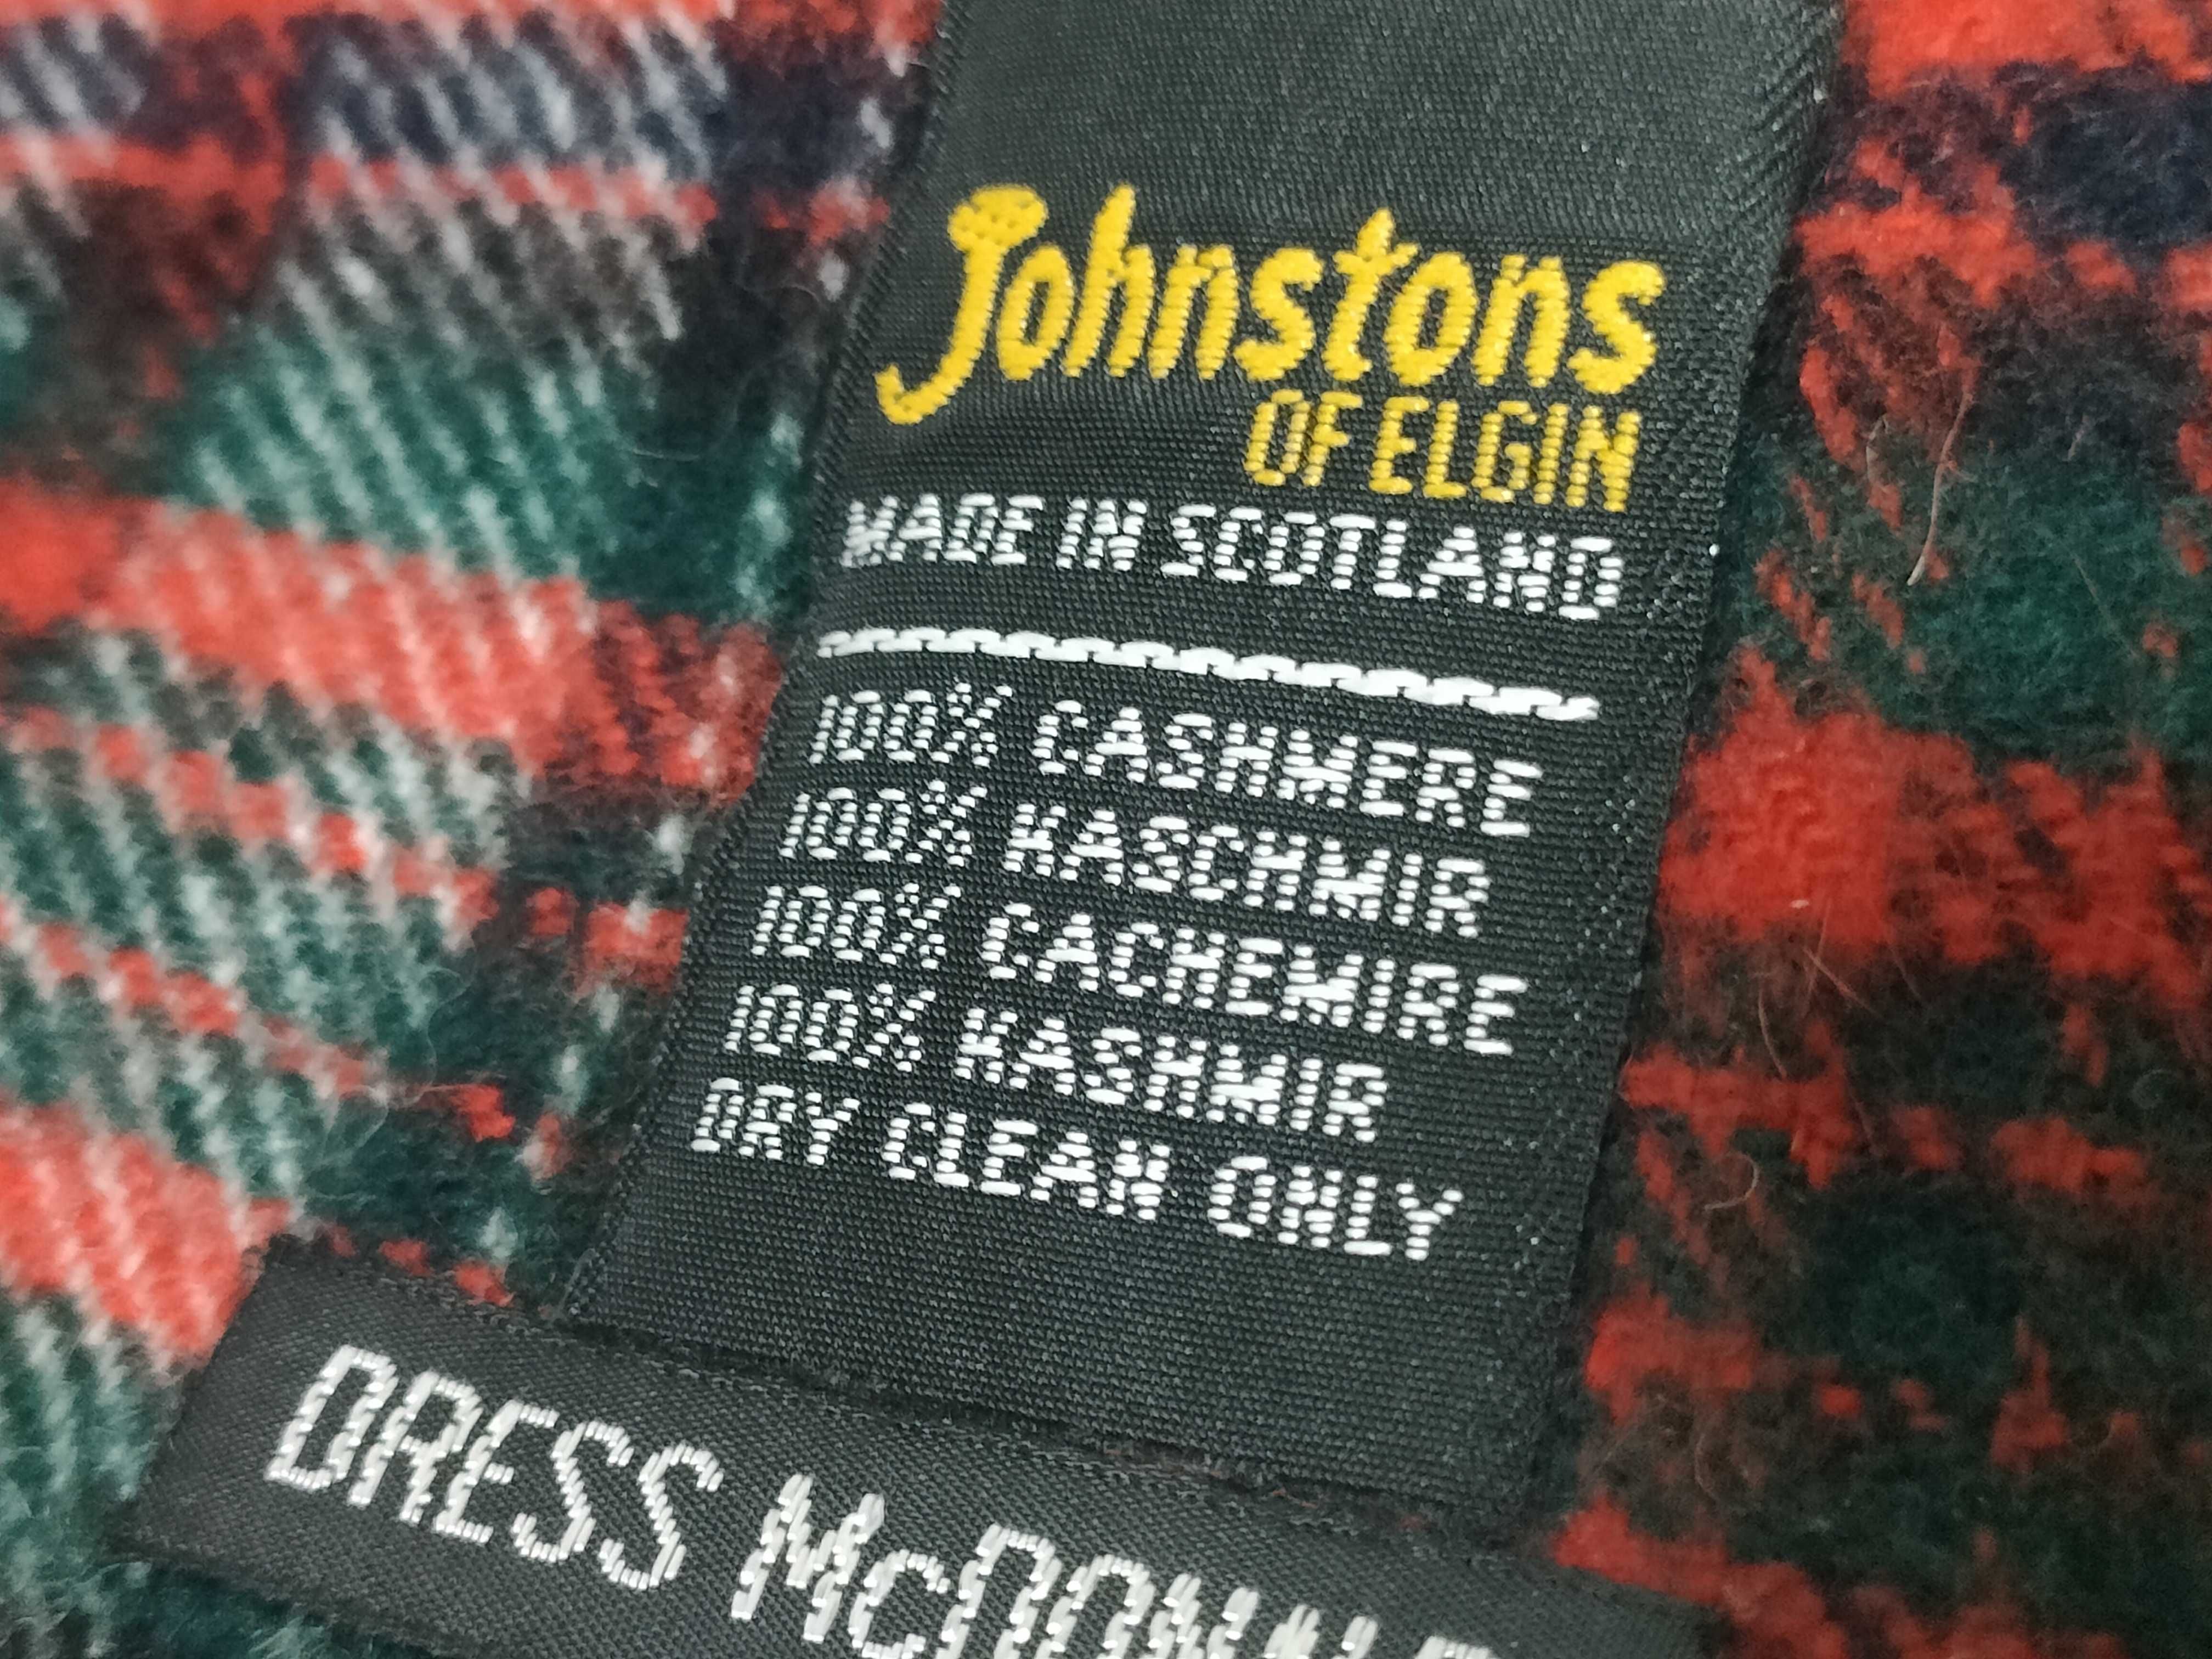 Johnstons
OF ELGIN
MADE IN SCOTLAND
100% CASHMERE
100% KASCHMIR
100% CACHEMIRE
100% KASHMIR
DRY CLEAN ONLY
DRESS